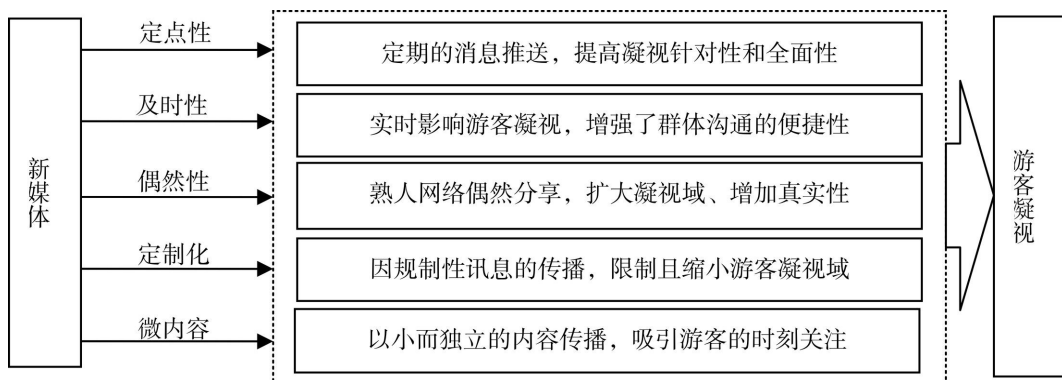 新媒体
定点性
定期的消息推送，提高凝视针对性和全面性
及时性
实时影响游客凝视，增强了群体沟通的便捷性
偶然性
熟人网络偶然分享，扩大凝视域、增加真实性
定制化
因规制性讯息的传播，限制且缩小游客凝视域
微内容
以小而独立的内容传播，吸引游客的时刻关注
游客凝视